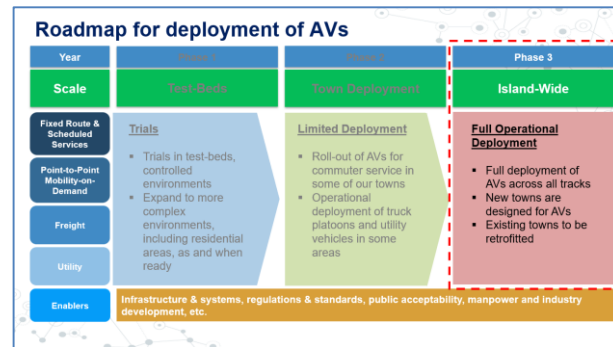 Roadmap for deployment of AVs
Year
Phase 1
Phase 2
Phase 3
Scale
Test-Beds
Town Deployment
Island-Wide
Fixed Route &
Scheduled
Services
Point-to-Point
Mobility-on-
Demand
Freight
Utility
Trials
▪ Trials in test-beds,
controlled
environments
▪ Expand to more
complex
environments,
including residential
areas, as and when
ready
Limited Deployment
▪ Roll-out of AVs for
commuter service in
some of our towns
▪ Operational
deployment of truck
platoons and utility
vehicles in some
areas
Full Operational
Deployment
▪ Full deployment of
AVs across all tracks
▪ New towns are
designed for AVs
▪ Existing towns to be
retrofitted
Enablers
Infrastructure & systems, regulations & standards, public acceptability, manpower and industry
development, etc.